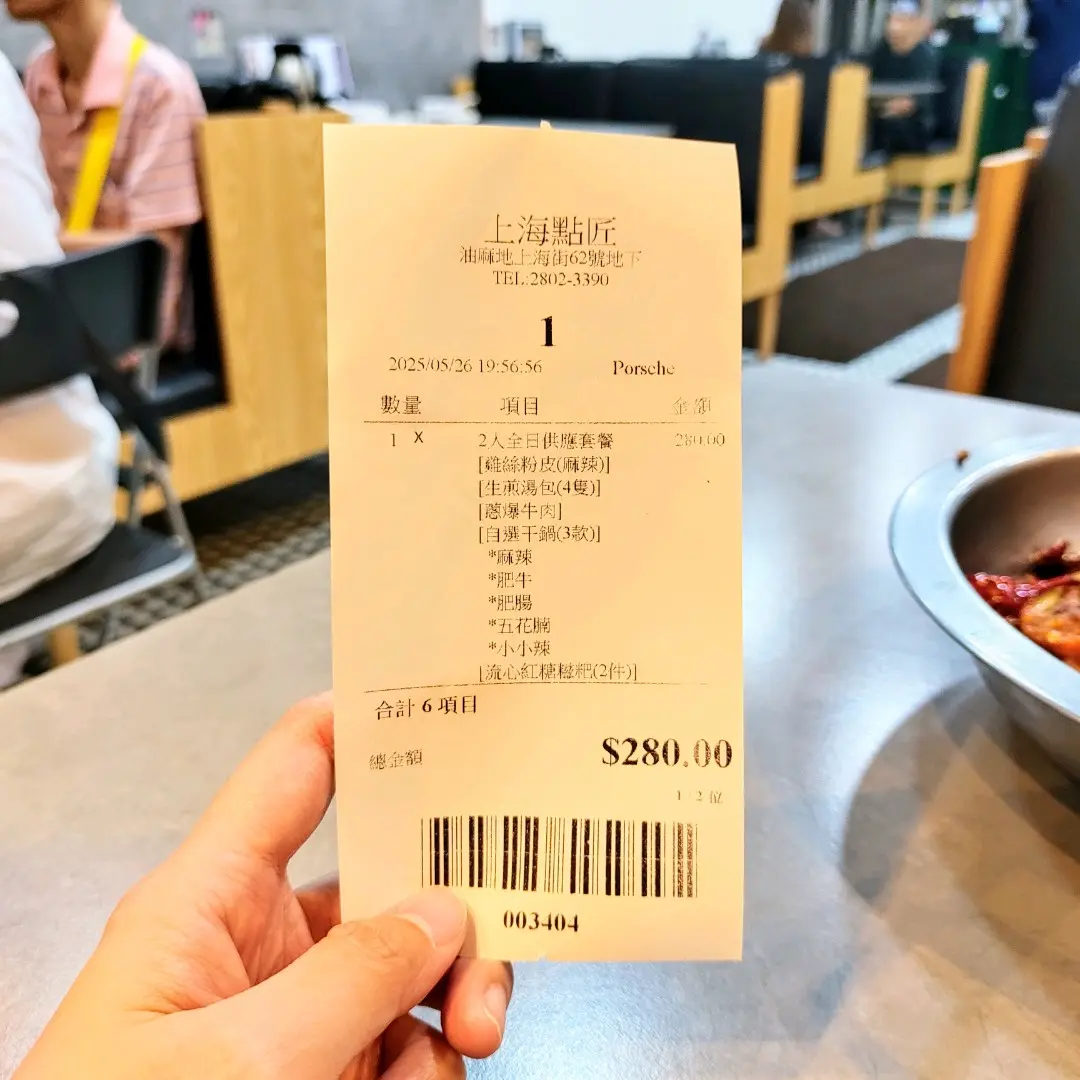 上海點匠
油麻地上海街62號地下
TEL:2802-3390
1
2025/05/26 19:56:56 Porsche
數量 項目 金額
1 X 2人全日供應套餐 280.00
[雞絲粉皮(麻辣)]
[生煎湯包(4隻)]
[蔥爆牛肉]
[自選干鍋(3款)]
*麻辣
*肥牛
*肥腸
*五花腩
*小小辣
[流心紅糖糍粑(2件)]
合計 6 項目
總金額 $280.00
1 / 2 位
003404